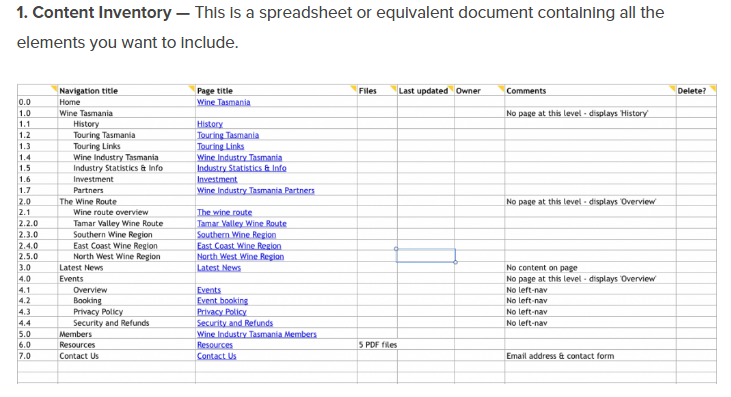 1. Content Inventory — This is a spreadsheet or equivalent document containing all the
elements you want to include.
Navigation title Page title Files Last updated Owner Comments Delete?
0.0 Home Wine Tasmania
1.0 Wine Tasmania No page at this level - displays 'History'
1.1 History History
1.2 Touring Tasmania Touring Tasmania
1.3 Touring Links Touring Links
1.4 Wine Industry Tasmania Wine Industry Tasmania
1.5 Industry Statistics & Info Industry Statistics & Info
1.6 Investment Investment
1.7 Partners Wine Industry Tasmania Partners
2.0 The Wine Route No page at this level - displays 'Overview'
2.1 Wine route overview The wine route
2.2.0 Tamar Valley Wine Route Tamar Valley Wine Route
2.3.0 Southern Wine Region Southern Wine Region
2.4.0 East Coast Wine Region East Coast Wine Region
2.5.0 North West Wine Region North West Wine Region
3.0 Latest News Latest News No content on page
4.0 Events No page at this level - displays 'Overview'
4.1 Overview Events No left-nav
4.2 Booking Event booking No left-nav
4.3 Privacy Policy Privacy Policy No left-nav
4.4 Security and Refunds Security and Refunds No left-nav
5.0 Members Wine Industry Tasmania Members
6.0 Resources Resources 5 PDF files
7.0 Contact Us Contact Us Email address & contact form